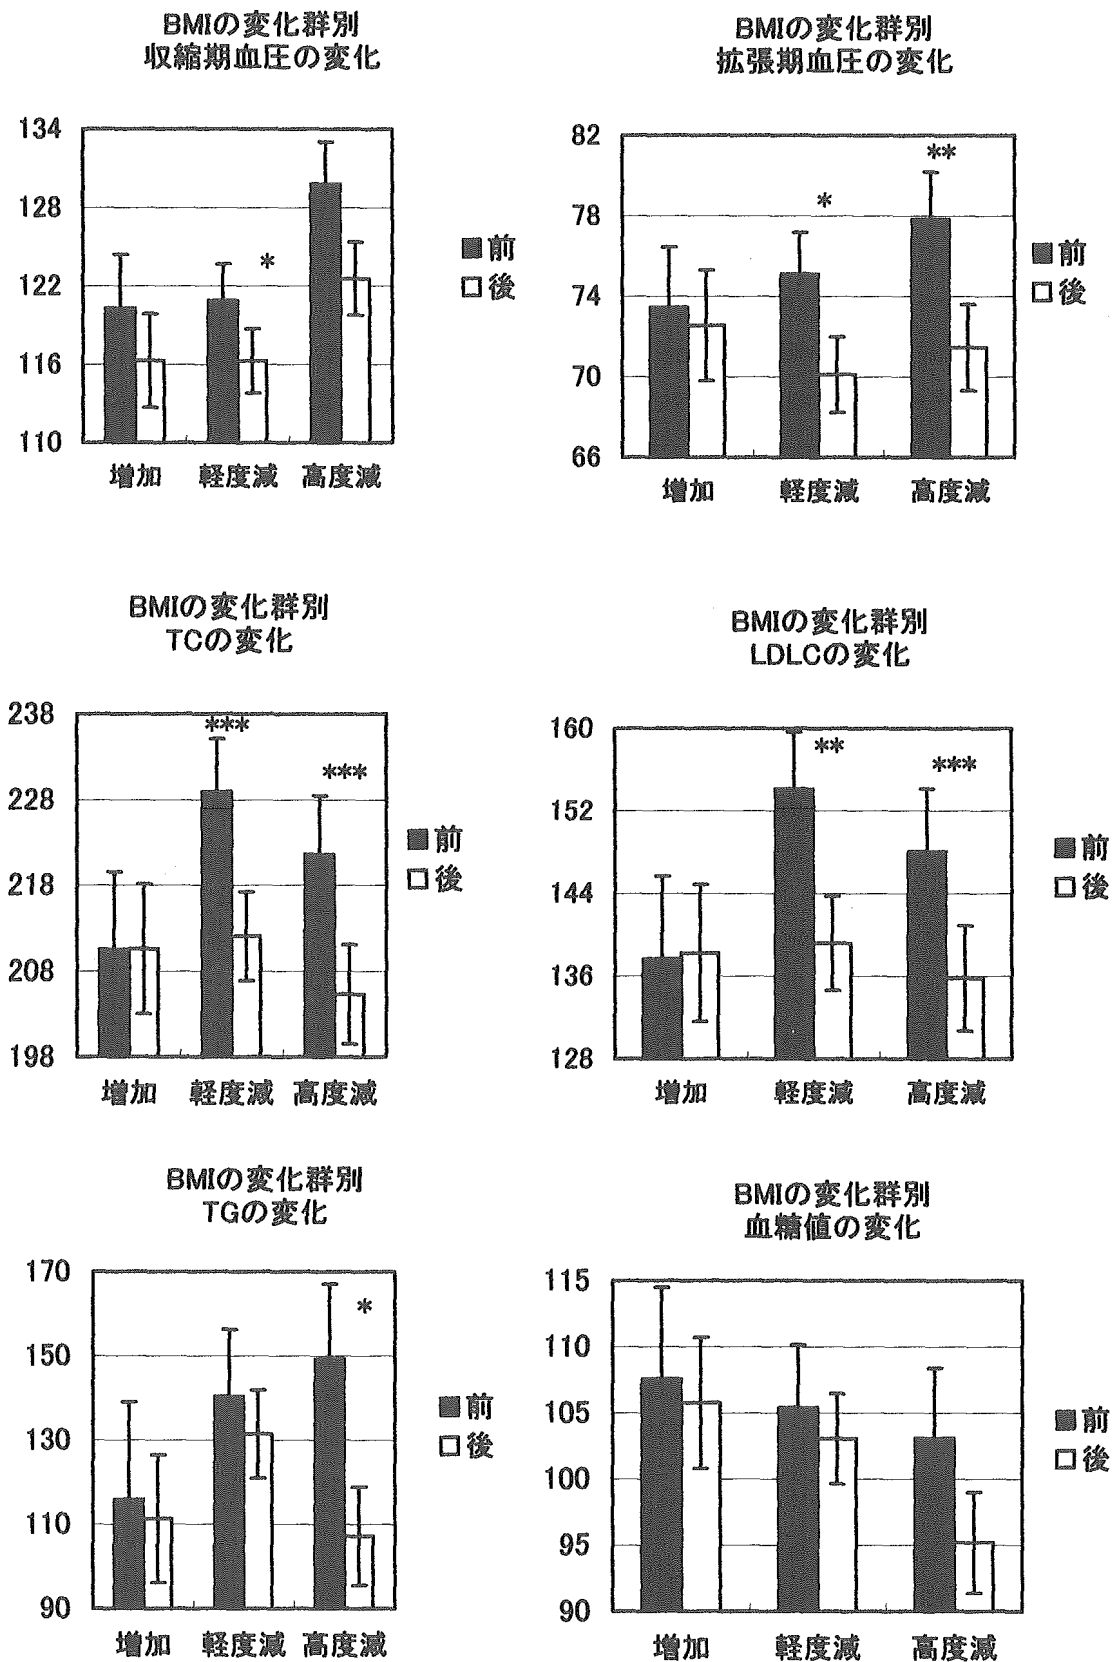 BMIの変化群別
収縮期血圧の変化
134
128
122
116
110
*
増加 軽度減 高度減
■前
□後
BMIの変化群別
拡張期血圧の変化
82
78
74
70
66
*
**
増加 軽度減 高度減
■前
□後
BMIの変化群別
TCの変化
238
228
218
208
198
***
***
増加 軽度減 高度減
■前
□後
BMIの変化群別
LDLCの変化
160
152
144
136
128
**
***
増加 軽度減 高度減
■前
□後
BMIの変化群別
TGの変化
170
150
130
110
90
*
増加 軽度減 高度減
■前
□後
BMIの変化群別
血糖値の変化
115
110
105
100
95
90
増加 軽度減 高度減
■前
□後